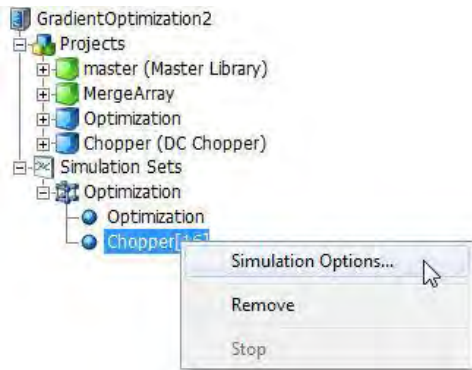 GradientOptimization2
Projects
master (Master Library)
MergeArray
Optimization
Chopper (DC Chopper)
Simulation Sets
Optimization
Optimization
Chopper[16]
Simulation Options...
Remove
Stop